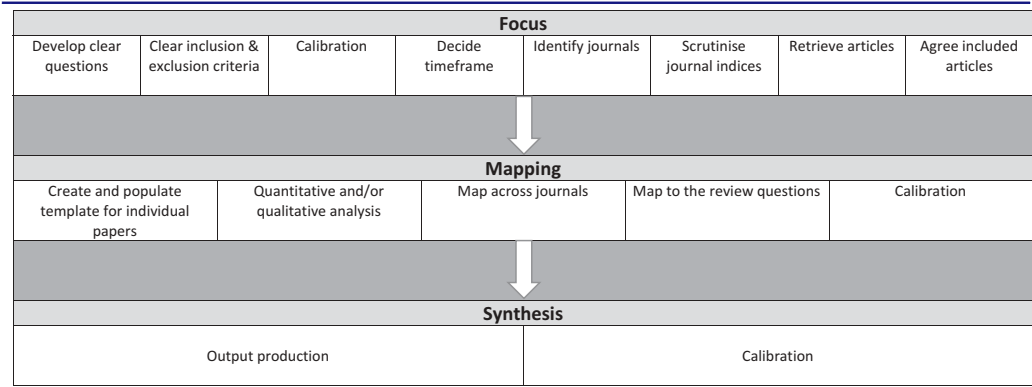 Focus
Develop clear
questions
Clear inclusion &
exclusion criteria
Calibration
Decide
timeframe
Identify journals
Scrutinise
journal indices
Retrieve articles
Agree included
articles
Mapping
Create and populate
template for individual
papers
Quantitative and/or
qualitative analysis
Map across journals
Map to the review questions
Calibration
Synthesis
Output production
Calibration